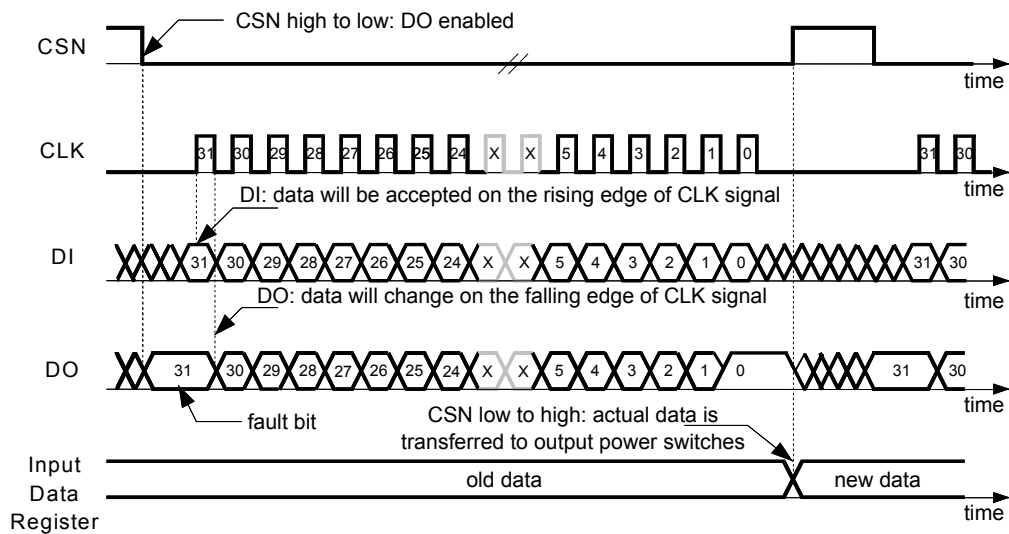 CSN high to low: DO enabled
CSN
time
CLK
31 30 29 28 27 26 25 24 X X 5 4 3 2 1 0 31 30
time
DI: data will be accepted on the rising edge of CLK signal
DI
31 30 29 28 27 26 25 24 X X 5 4 3 2 1 0 31 30
time
DO: data will change on the falling edge of CLK signal
DO
31 30 29 28 27 26 25 24 X X 5 4 3 2 1 0 31 30
time
fault bit
CSN low to high: actual data is
transferred to output power switches
Input
Data
Register
old data
new data
time